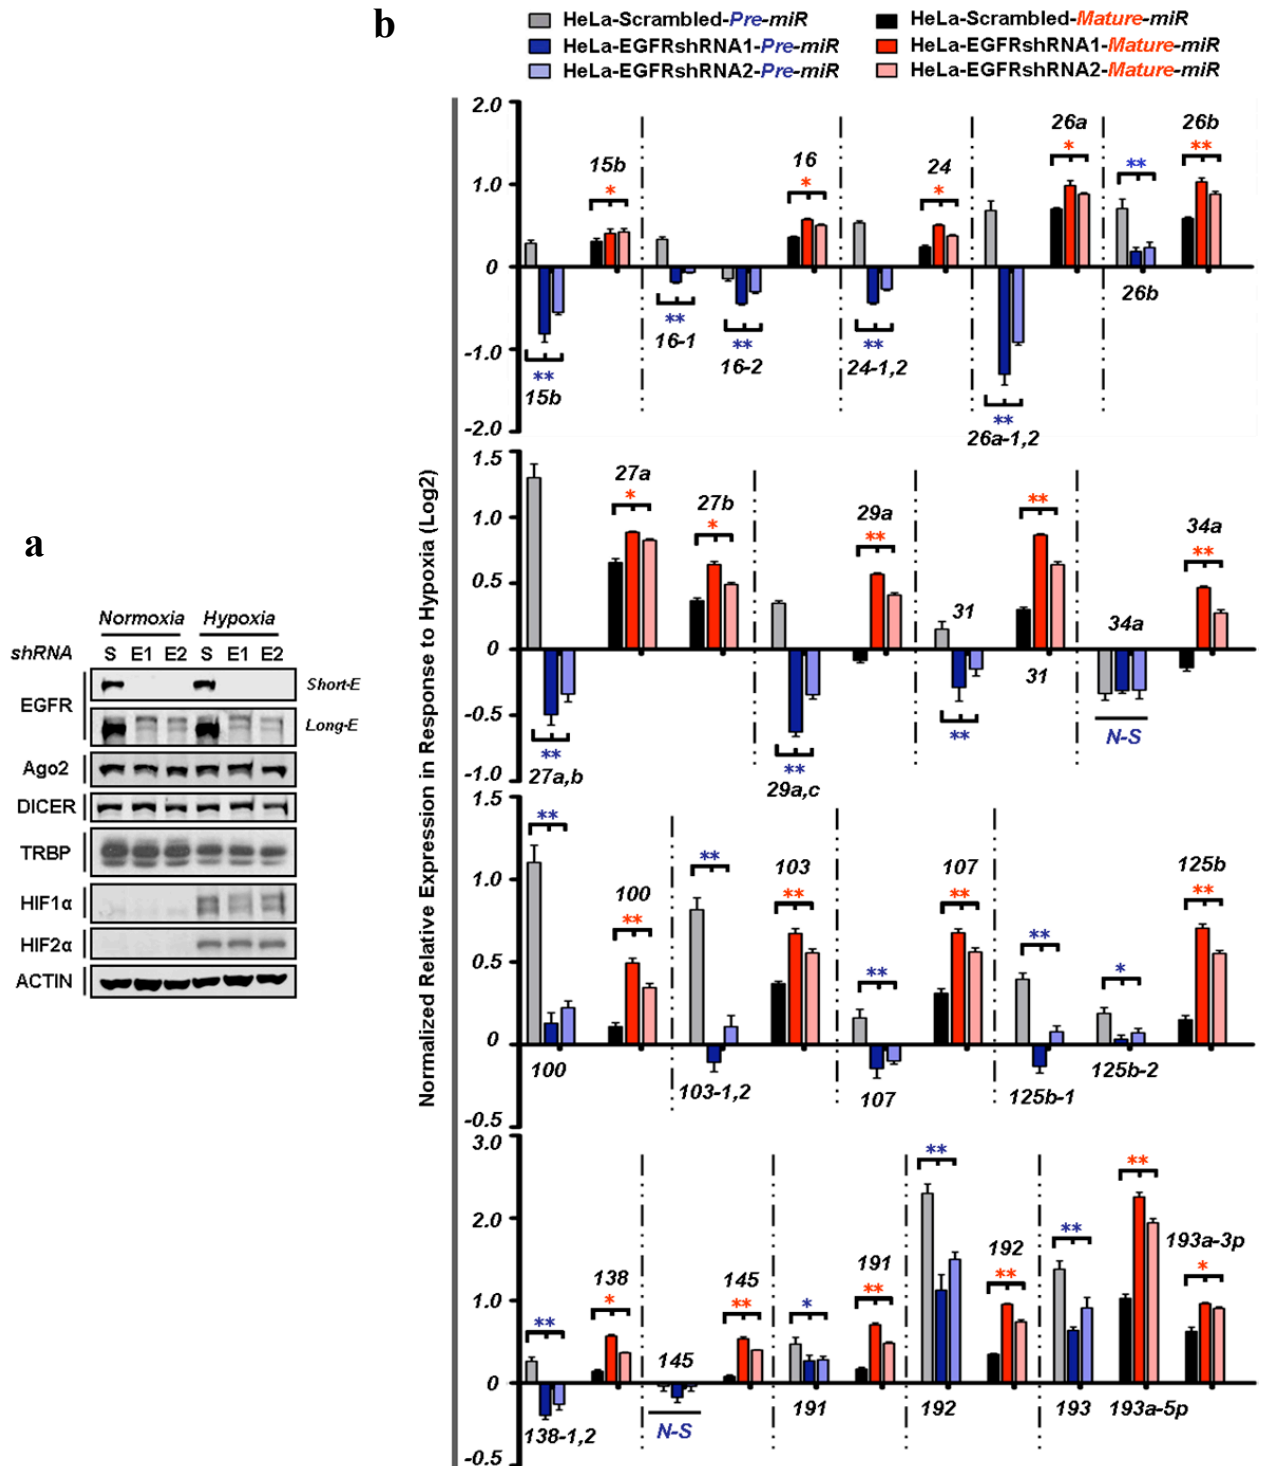 a
Normoxia Hypoxia
shRNA S E1 E2 S E1 E2
EGFR
Short-E
Long-E
Ago2
DICER
TRBP
HIF1α
HIF2α
ACTIN
b
HeLa-Scrambled-Pre-miR
HeLa-EGFRshRNA1-Pre-miR
HeLa-EGFRshRNA2-Pre-miR
HeLa-Scrambled-Mature-miR
HeLa-EGFRshRNA1-Mature-miR
HeLa-EGFRshRNA2-Mature-miR
Normalized Relative Expression in Response to Hypoxia (Log2)
2.0
1.0
0
-1.0
-2.0
15b
*
16
*
24
*
26a
*
**
26b
**
**
15b
**
16-1
**
16-2
**
24-1,2
**
26a-1,2
26b
1.5
1.0
0.5
0
-0.5
-1.0
27a
*
27b
*
29a
**
31
**
34a
34a
**
**
27a,b
**
29a,c
**
31
N-S
1.5
1.0
0.5
0
-0.5
**
100
**
**
103
**
**
107
**
**
*
125b
**
100
103-1,2
107
125b-1
125b-2
3.0
2.0
1.0
0
-0.5
**
138
*
145
145
**
*
191
**
**
192
**
**
**
193a-3p
*
138-1,2
N-S
191
192
193
193a-5p